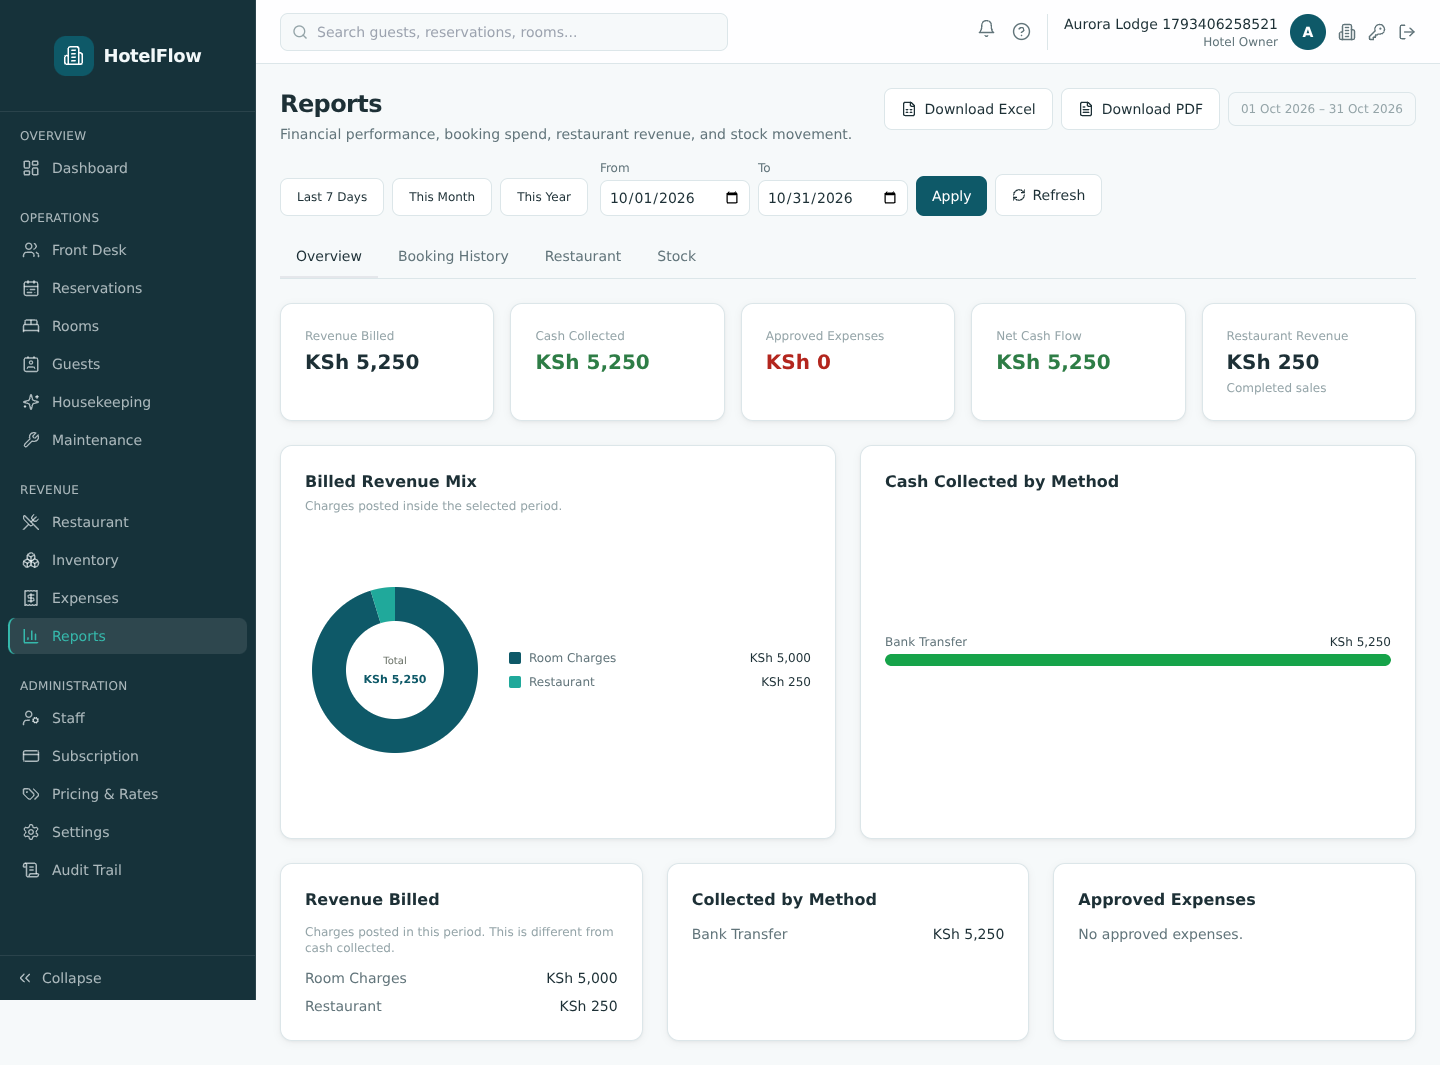 HotelFlow
OVERVIEW
Dashboard
OPERATIONS
Front Desk
Reservations
Rooms
Guests
Housekeeping
Maintenance
REVENUE
Restaurant
Inventory
Expenses
Reports
ADMINISTRATION
Staff
Subscription
Pricing & Rates
Settings
Audit Trail
Collapse
Search guests, reservations, rooms...
Aurora Lodge 1793406258521
Hotel Owner
A
Reports
Financial performance, booking spend, restaurant revenue, and stock movement.
Download Excel
Download PDF
01 Oct 2026 – 31 Oct 2026
Last 7 Days
This Month
This Year
From
10/01/2026
To
10/31/2026
Apply
Refresh
Overview
Booking History
Restaurant
Stock
Revenue Billed
KSh 5,250
Cash Collected
KSh 5,250
Approved Expenses
KSh 0
Net Cash Flow
KSh 5,250
Restaurant Revenue
KSh 250
Completed sales
Billed Revenue Mix
Charges posted inside the selected period.
Total
KSh 5,250
Room Charges KSh 5,000
Restaurant KSh 250
Cash Collected by Method
Bank Transfer KSh 5,250
Revenue Billed
Charges posted in this period. This is different from
cash collected.
Room Charges KSh 5,000
Restaurant KSh 250
Collected by Method
Bank Transfer KSh 5,250
Approved Expenses
No approved expenses.